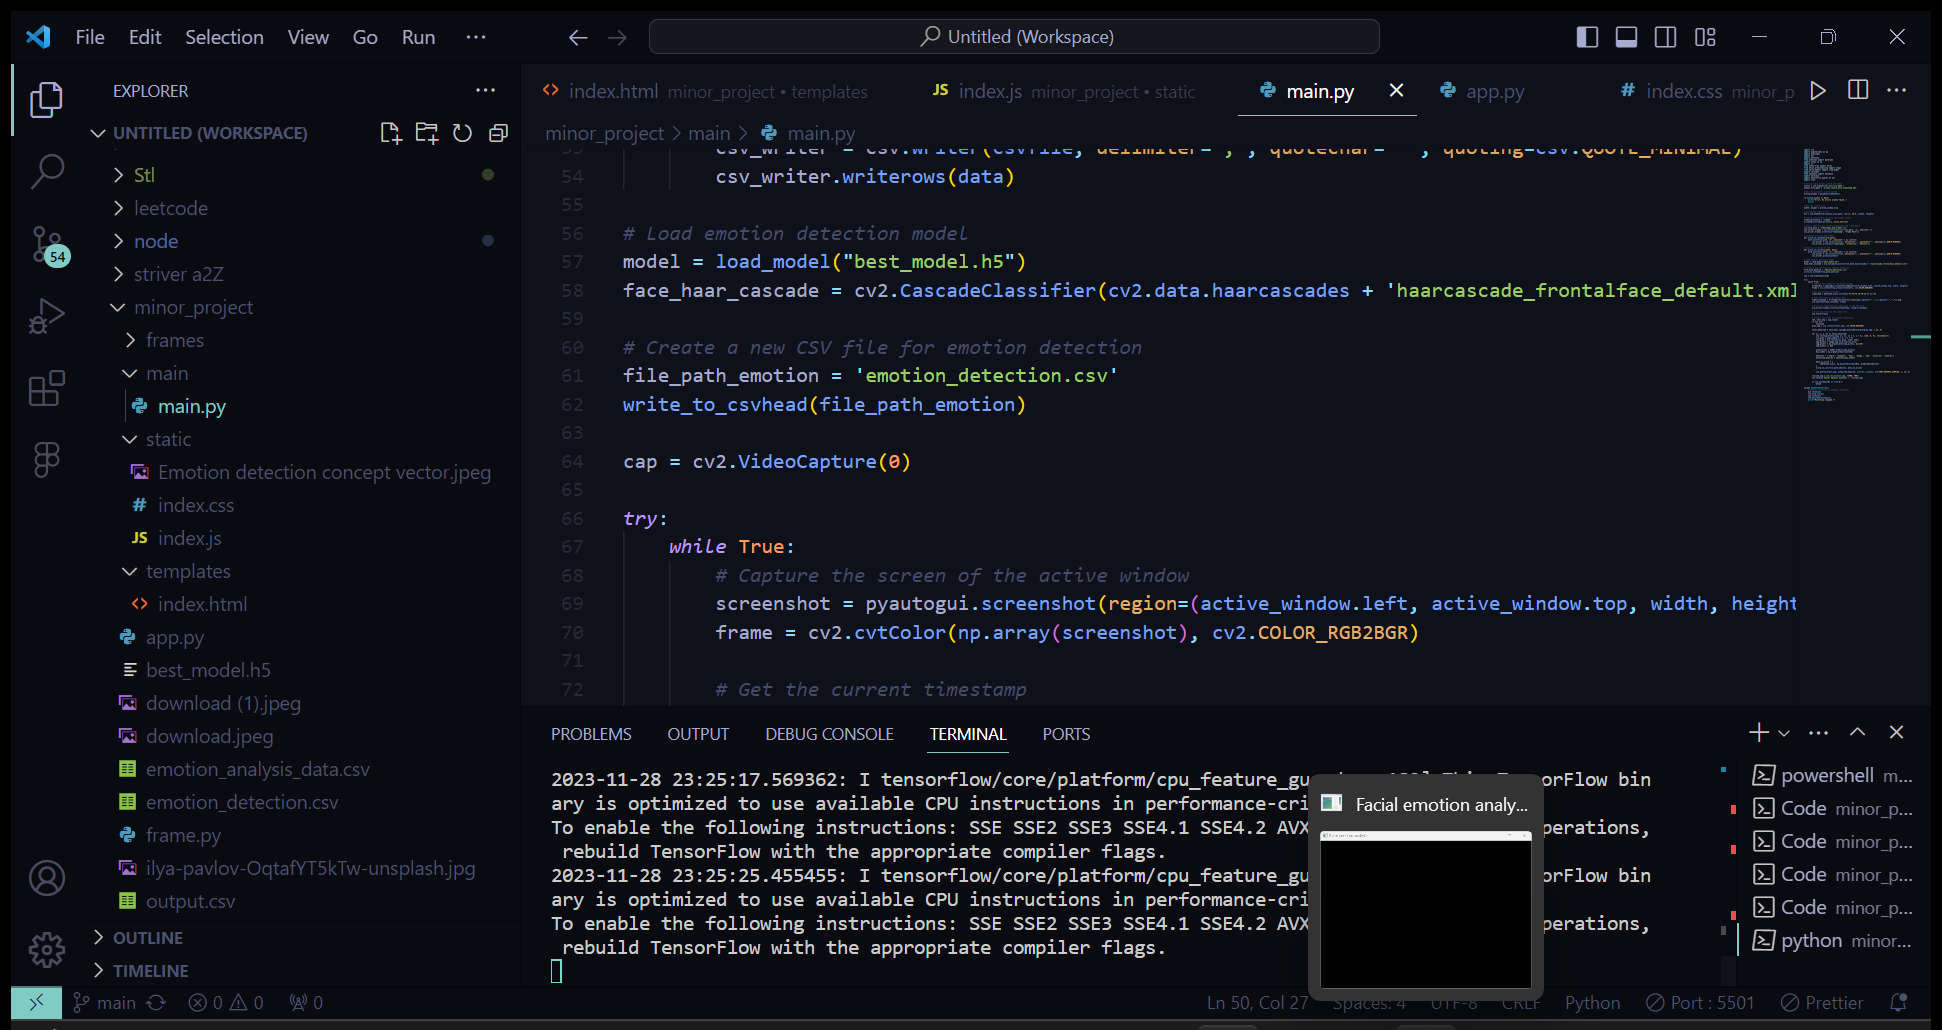 File Edit Selection View Go Run ···
Untitled (Workspace)
EXPLORER ···
UNTITLED (WORKSPACE)
Stl
leetcode
node
striver a2Z
minor_project
frames
main
main.py
static
Emotion detection concept vector.jpeg
# index.css
JS index.js
templates
<> index.html
app.py
best_model.h5
download (1).jpeg
download.jpeg
emotion_analysis_data.csv
emotion_detection.csv
frame.py
ilya-pavlov-OqtafYT5kTw-unsplash.jpg
output.csv
OUTLINE
TIMELINE
54
<> index.html minor_project • templates JS index.js minor_project • static main.py app.py # index.css minor_p ···
minor_project > main > main.py
53 csv_writer = csv.writer(csvfile, delimiter=',', quotechar= , quoting=csv.QUOTE_MINIMAL)
54 csv_writer.writerows(data)
55
56 # Load emotion detection model
57 model = load_model("best_model.h5")
58 face_haar_cascade = cv2.CascadeClassifier(cv2.data.haarcascades + 'haarcascade_frontalface_default.xml
59
60 # Create a new CSV file for emotion detection
61 file_path_emotion = 'emotion_detection.csv'
62 write_to_csvhead(file_path_emotion)
63
64 cap = cv2.VideoCapture(0)
65
66 try:
67 while True:
68 # Capture the screen of the active window
69 screenshot = pyautogui.screenshot(region=(active_window.left, active_window.top, width, height
70 frame = cv2.cvtColor(np.array(screenshot), cv2.COLOR_RGB2BGR)
71
72 # Get the current timestamp
PROBLEMS OUTPUT DEBUG CONSOLE TERMINAL PORTS
2023-11-28 23:25:17.569362: I tensorflow/core/platform/cpu_feature_gu orFlow bin
ary is optimized to use available CPU instructions in performance-cri
To enable the following instructions: SSE SSE2 SSE3 SSE4.1 SSE4.2 AVX perations,
rebuild TensorFlow with the appropriate compiler flags.
2023-11-28 23:25:25.455455: I tensorflow/core/platform/cpu_feature_gu orFlow bin
ary is optimized to use available CPU instructions in performance-cri
To enable the following instructions: SSE SSE2 SSE3 SSE4.1 SSE4.2 AVX perations,
rebuild TensorFlow with the appropriate compiler flags.
Facial emotion analy...
powershell m...
Code minor_p...
Code minor_p...
Code minor_p...
Code minor_p...
python minor...
main 0 0 0 Ln 50, Col 27 Spaces: 4 UTF-8 CRLF Python Port : 5501 Prettier